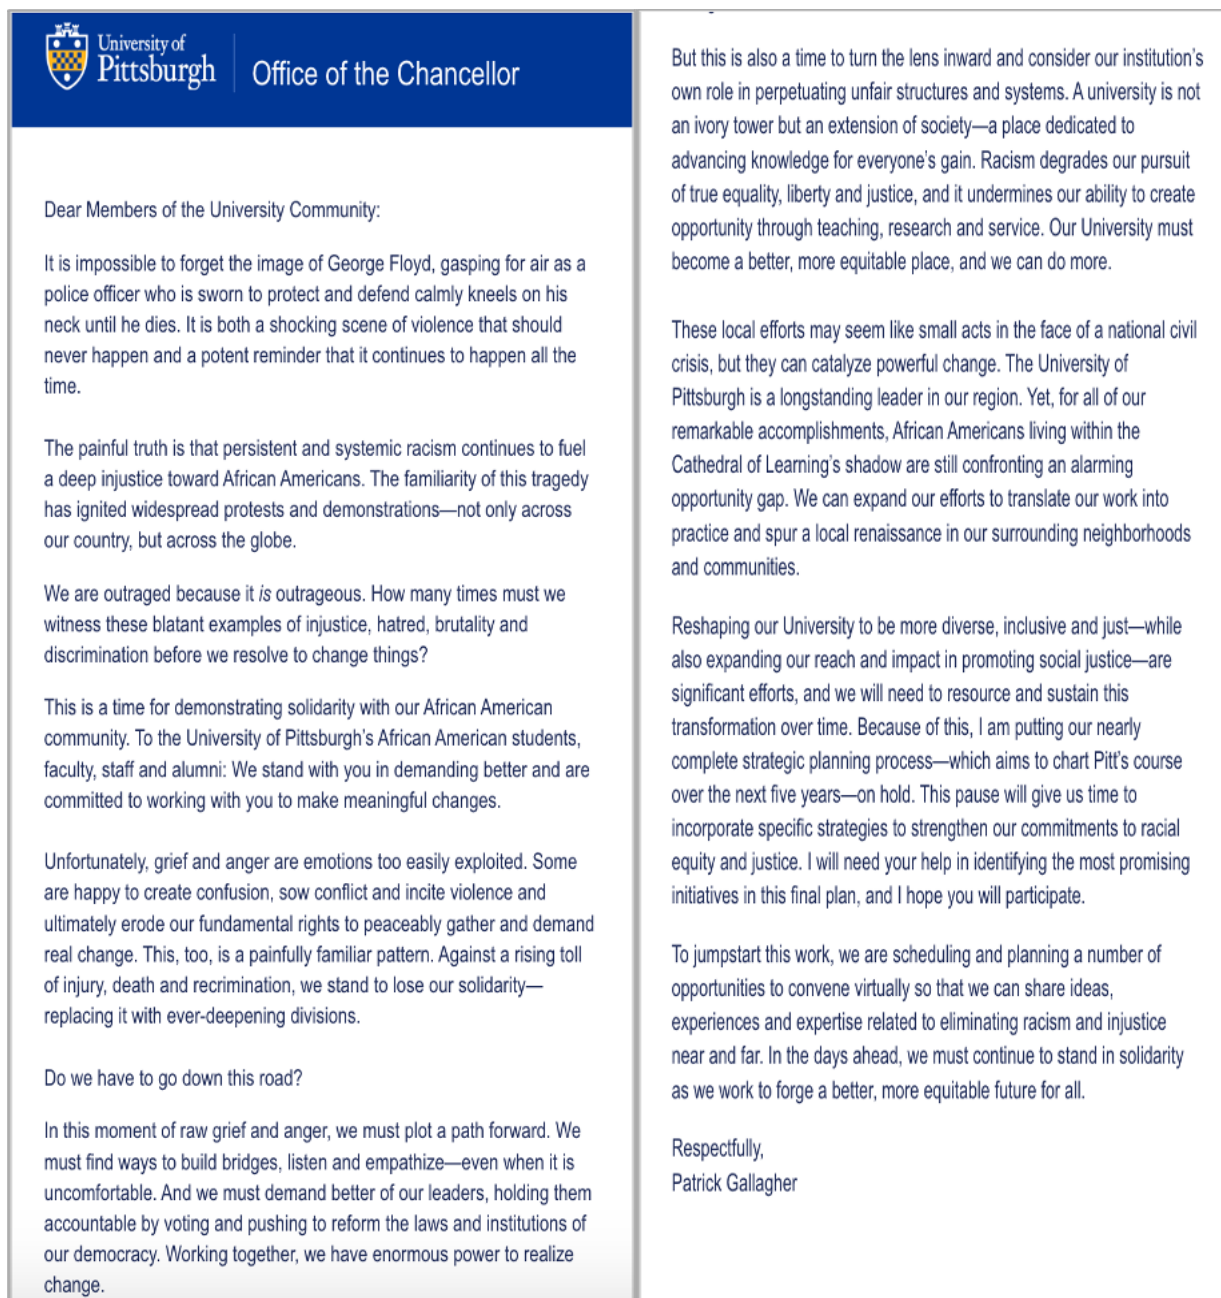 University of
Pittsburgh
Office of the Chancellor
Dear Members of the University Community:
It is impossible to forget the image of George Floyd, gasping for air as a
police officer who is sworn to protect and defend calmly kneels on his
neck until he dies. It is both a shocking scene of violence that should
never happen and a potent reminder that it continues to happen all the
time.
The painful truth is that persistent and systemic racism continues to fuel
a deep injustice toward African Americans. The familiarity of this tragedy
has ignited widespread protests and demonstrations—not only across
our country, but across the globe.
We are outraged because it is outrageous. How many times must we
witness these blatant examples of injustice, hatred, brutality and
discrimination before we resolve to change things?
This is a time for demonstrating solidarity with our African American
community. To the University of Pittsburgh's African American students,
faculty, staff and alumni: We stand with you in demanding better and are
committed to working with you to make meaningful changes.
Unfortunately, grief and anger are emotions too easily exploited. Some
are happy to create confusion, sow conflict and incite violence and
ultimately erode our fundamental rights to peaceably gather and demand
real change. This, too, is a painfully familiar pattern. Against a rising toll
of injury, death and recrimination, we stand to lose our solidarity—
replacing it with ever-deepening divisions.
Do we have to go down this road?
In this moment of raw grief and anger, we must plot a path forward. We
must find ways to build bridges, listen and empathize—even when it is
uncomfortable. And we must demand better of our leaders, holding them
accountable by voting and pushing to reform the laws and institutions of
our democracy. Working together, we have enormous power to realize
change.
But this is also a time to turn the lens inward and consider our institution's
own role in perpetuating unfair structures and systems. A university is not
an ivory tower but an extension of society—a place dedicated to
advancing knowledge for everyone's gain. Racism degrades our pursuit
of true equality, liberty and justice, and it undermines our ability to create
opportunity through teaching, research and service. Our University must
become a better, more equitable place, and we can do more.
These local efforts may seem like small acts in the face of a national civil
crisis, but they can catalyze powerful change. The University of
Pittsburgh is a longstanding leader in our region. Yet, for all of our
remarkable accomplishments, African Americans living within the
Cathedral of Learning's shadow are still confronting an alarming
opportunity gap. We can expand our efforts to translate our work into
practice and spur a local renaissance in our surrounding neighborhoods
and communities.
Reshaping our University to be more diverse, inclusive and just—while
also expanding our reach and impact in promoting social justice—are
significant efforts, and we will need to resource and sustain this
transformation over time. Because of this, I am putting our nearly
complete strategic planning process—which aims to chart Pitt's course
over the next five years—on hold. This pause will give us time to
incorporate specific strategies to strengthen our commitments to racial
equity and justice. I will need your help in identifying the most promising
initiatives in this final plan, and I hope you will participate.
To jumpstart this work, we are scheduling and planning a number of
opportunities to convene virtually so that we can share ideas,
experiences and expertise related to eliminating racism and injustice
near and far. In the days ahead, we must continue to stand in solidarity
as we work to forge a better, more equitable future for all.
Respectfully,
Patrick Gallagher